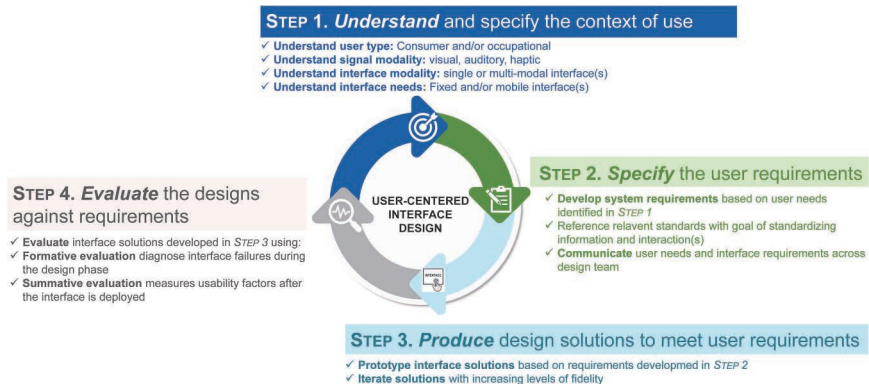 STEP 1. Understand and specify the context of use
✓ Understand user type: Consumer and/or occupational
✓ Understand signal modality: visual, auditory, haptic
✓ Understand interface modality: single or multi-modal interface(s)
✓ Understand interface needs: Fixed and/or mobile interface(s)
STEP 2. Specify the user requirements
✓ Develop system requirements based on user needs
identified in STEP 1
✓ Reference relavent standards with goal of standardizing
information and interaction(s)
✓ Communicate user needs and interface requirements across
design team
STEP 3. Produce design solutions to meet user requirements
✓ Prototype interface solutions based on requirements developmed in STEP 2
✓ Iterate solutions with increasing levels of fidelity
STEP 4. Evaluate the designs
against requirements
✓ Evaluate interface solutions developed in STEP 3 using:
✓ Formative evaluation diagnose interface failures during
the design phase
✓ Summative evaluation measures usability factors after
the interface is deployed
USER-CENTERED
INTERFACE
DESIGN
INTERFACE